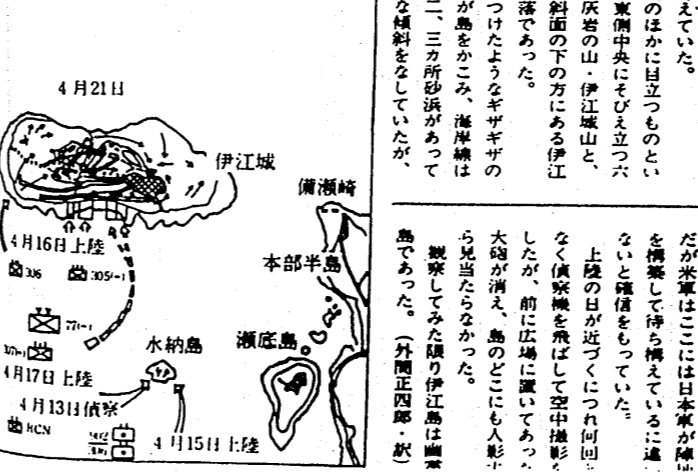 えていた。
のほかに目立つものとい
東側中央にそびえ立つ六
灰岩の山・伊江城山と、
斜面の下の方にある伊江
落であった。
つけたようなギザギザの
が島をかこみ、海岸線は
二、三カ所砂浜があって
な傾斜をなしていたが、
だが米軍はここには日本軍が陣地
を構築して待ち構えているに違
ないと確信をもっていた。
上陸の日が近づくにつれ何回
なく偵察機を飛ばして空中撮影を
したが、前に広場に置いてあった
大砲が消え、島のどこにも人影す
ら見当たらなかった。
観察してみた限り伊江島は幽霊
島であった。（外間正四郎・訳）
4月21日
伊江城
備瀬崎
4月16日上陸
本部半島
306
305(-)
77(-)
水納島
瀬底島
307(-)
4月17日上陸
4月13日偵察
RCN
4月15日上陸